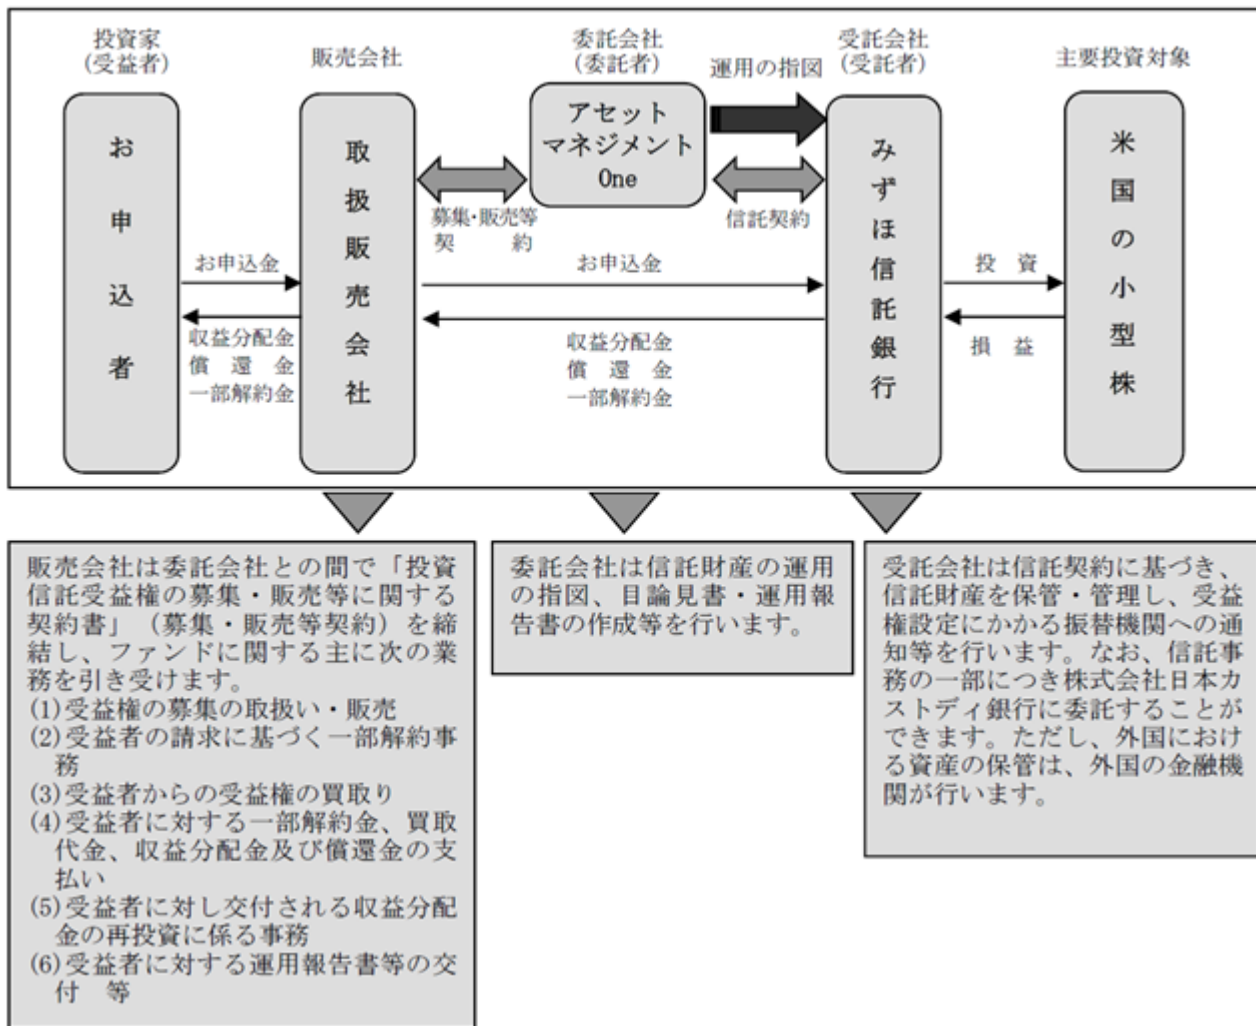 投資家
(受益者)
販売会社
委託会社
(委託者)
運用の指図
受託会社
(受託者)
主要投資対象
お申込者
取扱販売会社
アセット
マネジメント
One
みずほ信託銀行
米国の小型株
募集・販売等
契　約
信託契約
お申込金
お申込金
投　資
収益分配金
償　還　金
一部解約金
収益分配金
償　還　金
一部解約金
損　益
販売会社は委託会社との間で「投資
信託受益権の募集・販売等に関する
契約書」（募集・販売等契約）を締
結し、ファンドに関する主に次の業
務を引き受けます。
(1)受益権の募集の取扱い・販売
(2)受益者の請求に基づく一部解約事
務
(3)受益者からの受益権の買取り
(4)受益者に対する一部解約金、買取
代金、収益分配金及び償還金の支
払い
(5)受益者に対し交付される収益分配
金の再投資に係る事務
(6)受益者に対する運用報告書等の交
付　等
委託会社は信託財産の運用
の指図、目論見書・運用報
告書の作成等を行います。
受託会社は信託契約に基づき、
信託財産を保管・管理し、受益
権設定にかかる振替機関への通
知等を行います。なお、信託事
務の一部につき株式会社日本カ
ストディ銀行に委託することが
できます。ただし、外国におけ
る資産の保管は、外国の金融機
関が行います。